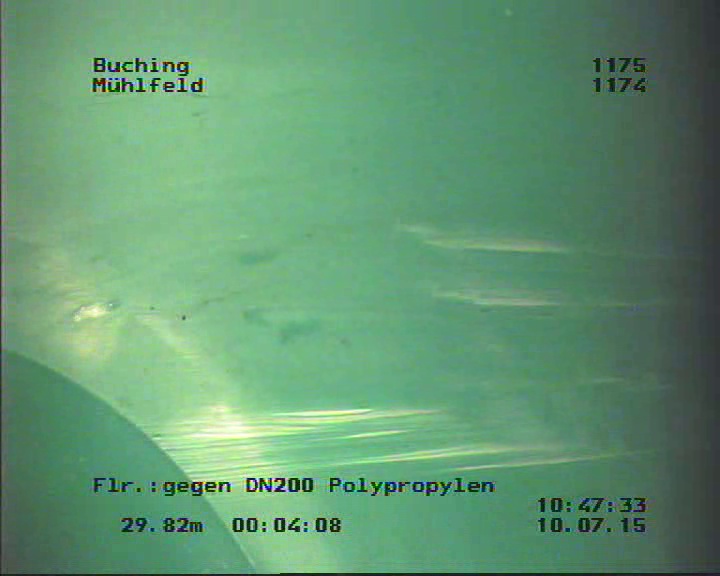 Buching 1175
Mühlfeld 1174
Flr.:gegen DN200 Polypropylen
10:47:33
29.82m 00:04:08 10.07.15